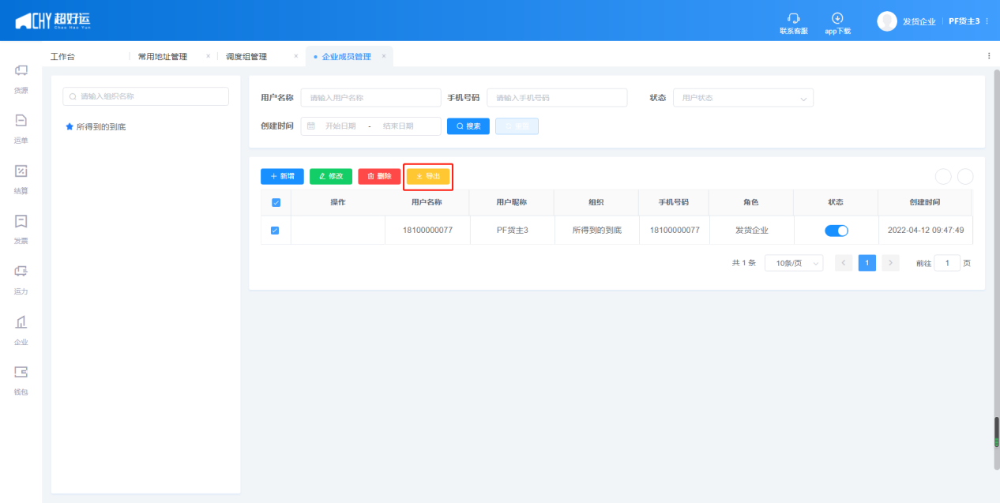 CHY 超好运
Chao Hao Yun
联系客服
app下载
发货企业
PF货主3
工作台
常用地址管理
调度组管理
企业成员管理
货源
运单
结算
发票
运力
企业
钱包
请输入组织名称
所得到的到底
用户名称 请输入用户名称 手机号码 请输入手机号码 状态 用户状态
创建时间 开始日期 - 结束日期 搜索
新增 修改 删除 导出
操作 用户名称 用户昵称 组织 手机号码 角色 状态 创建时间
18100000077 PF货主3 所得到的到底 18100000077 发货企业 2022-04-12 09:47:49
共 1 条 10条/页 < 1 > 前往 1 页